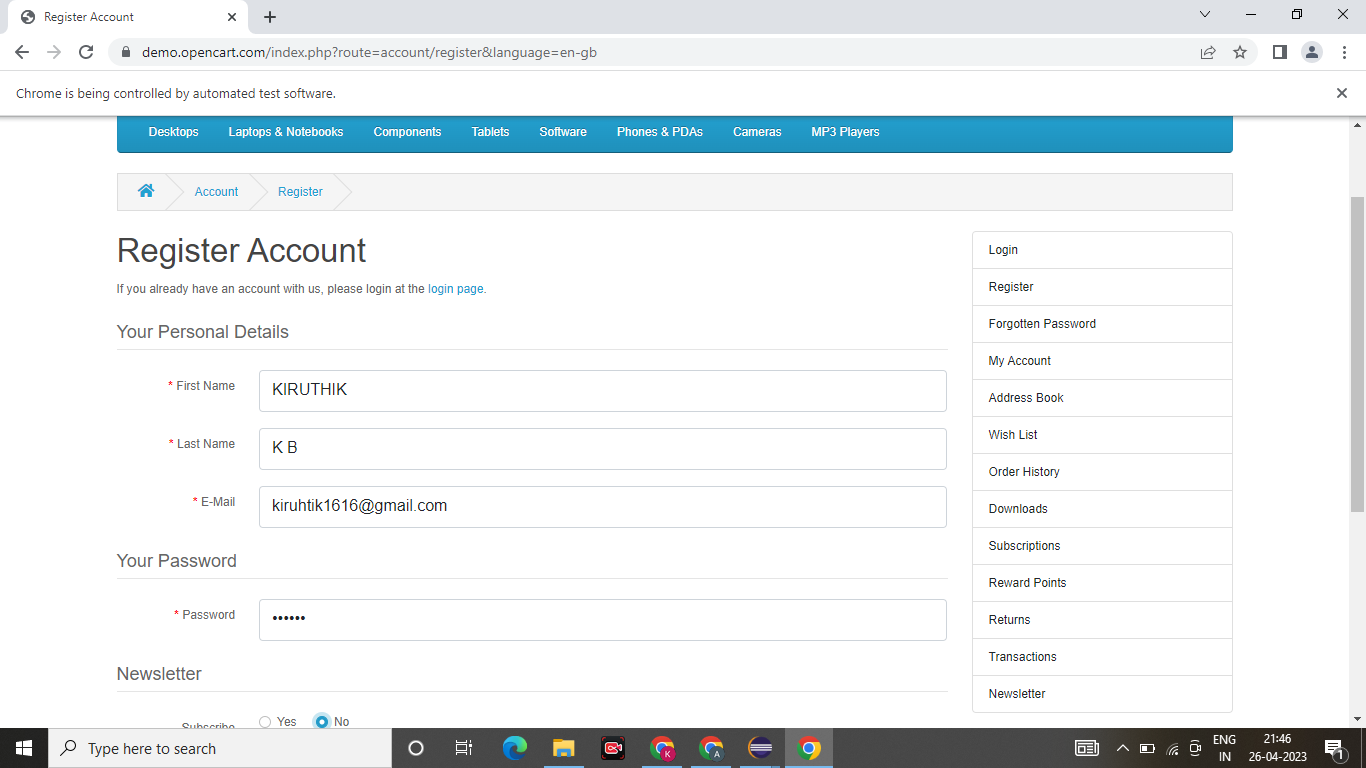 Register Account
demo.opencart.com/index.php?route=account/register&language=en-gb
Chrome is being controlled by automated test software.
Desktops Laptops & Notebooks Components Tablets Software Phones & PDAs Cameras MP3 Players
Account Register
Register Account
If you already have an account with us, please login at the login page.
Your Personal Details
* First Name KIRUTHIK
* Last Name K B
* E-Mail kiruhtik1616@gmail.com
Your Password
* Password ••••••
Newsletter
Subscribe Yes No
Login
Register
Forgotten Password
My Account
Address Book
Wish List
Order History
Downloads
Subscriptions
Reward Points
Returns
Transactions
Newsletter
Type here to search
K
A
ENG
IN
21:46
26-04-2023
1